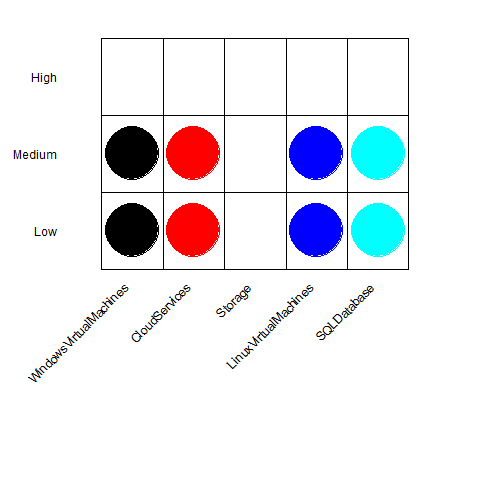 High
Medium
Low
WindowsVirtualMachines
CloudServices
Storage
LinuxVirtualMachines
SQLDatabase